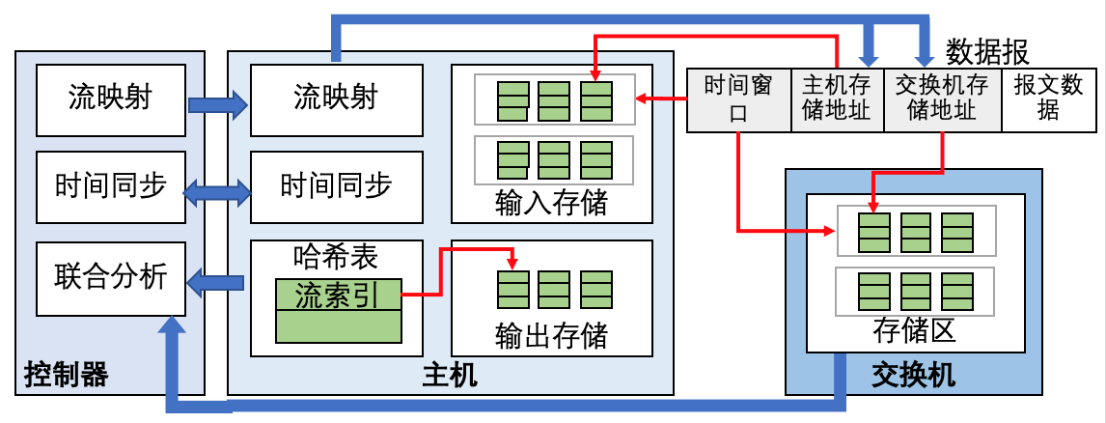 数据报
流映射
流映射
时间窗
口
主机存
储地址
交换机存
储地址
报文数
据
时间同步
时间同步
输入存储
联合分析
哈希表
流索引
输出存储
存储区
控制器
主机
交换机